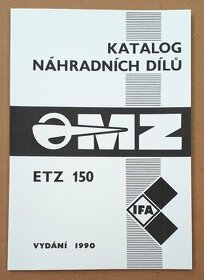 KATALOG
NÁHRADNÍCH DÍLŮ
MZ
ETZ 150
IFA
VYDÁNÍ 1990